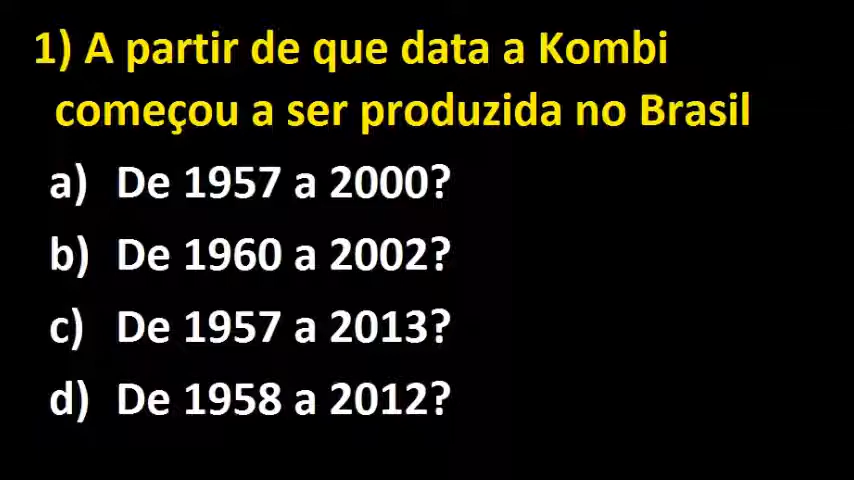 1) A partir de que data a Kombi
começou a ser produzida no Brasil
a) De 1957 a 2000?
b) De 1960 a 2002?
c) De 1957 a 2013?
d) De 1958 a 2012?